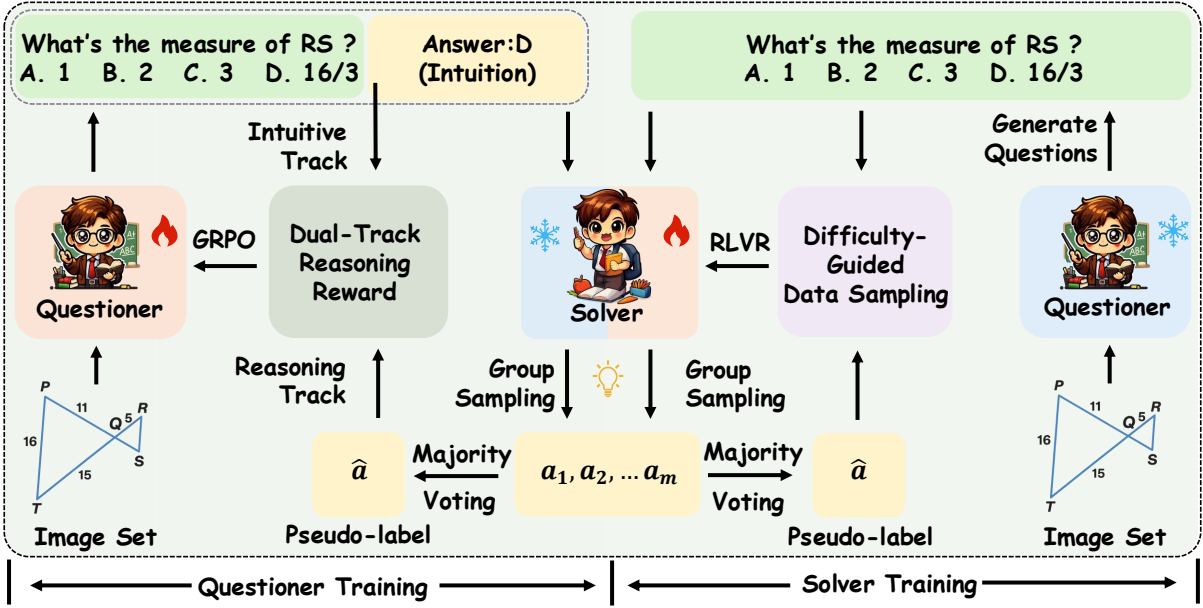 What's the measure of RS ?
A. 1 B. 2 C. 3 D. 16/3
Answer:D
(Intuition)
What's the measure of RS ?
A. 1 B. 2 C. 3 D. 16/3
Intuitive
Track
Generate
Questions
A+
ABC
Questioner
GRPO
Dual-Track
Reasoning
Reward
Solver
RLVR
Difficulty-
Guided
Data Sampling
A+
ABC
Questioner
Reasoning
Track
Group
Sampling
Group
Sampling
P
11
5
R
Q
16
S
15
T
Image Set
â
Pseudo-label
Majority
Voting
a1, a2, ... am
Majority
Voting
â
Pseudo-label
P
11
5
R
Q
16
S
15
T
Image Set
Questioner Training
Solver Training